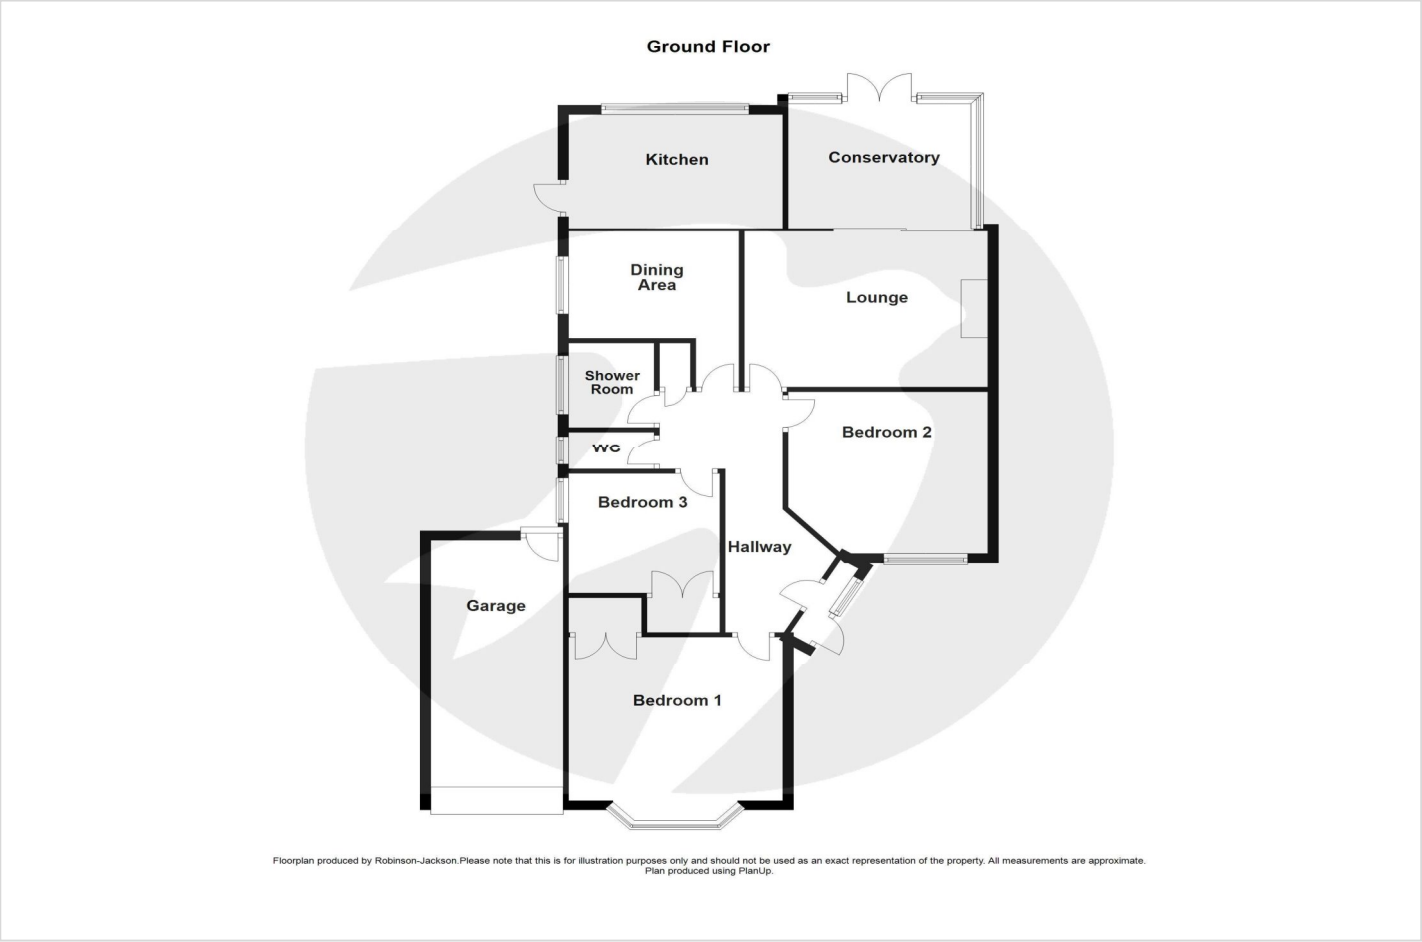 Ground Floor
Kitchen
Conservatory
Dining
Area
Lounge
Shower
Room
Bedroom 2
WC
Bedroom 3
Hallway
Garage
Bedroom 1
Floorplan produced by Robinson-Jackson.Please note that this is for illustration purposes only and should not be used as an exact representation of the property. All measurements are approximate.
Plan produced using PlanUp.